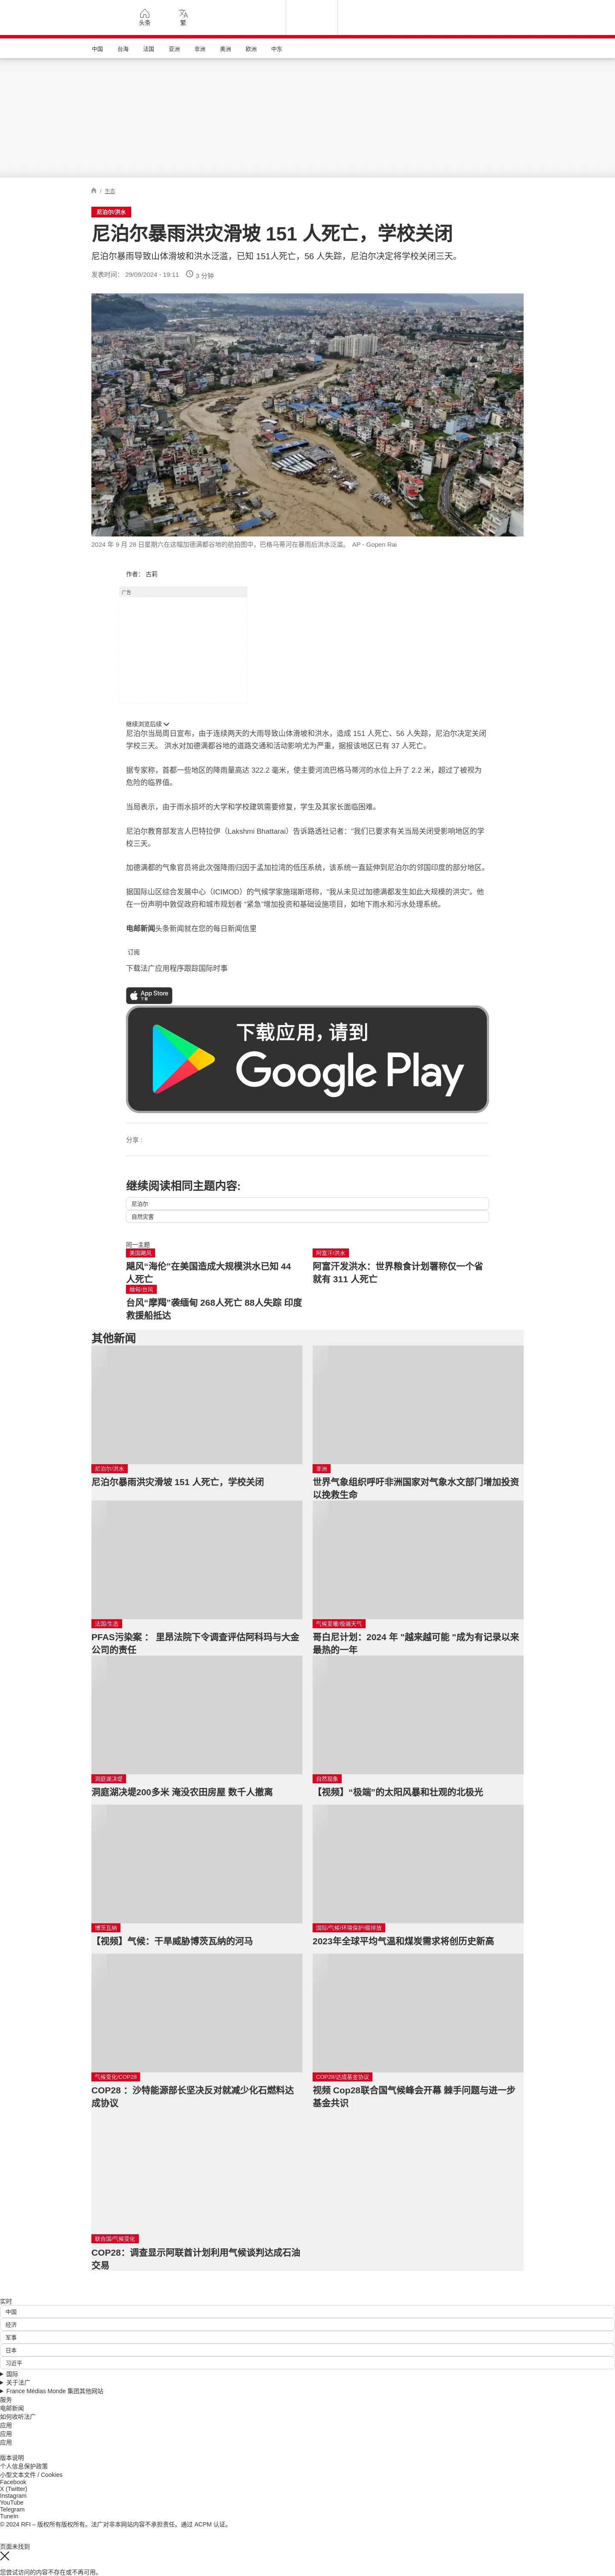 头条
繁
中国
台海
法国
亚洲
非洲
美洲
欧洲
中东
/ 生态
尼泊尔/洪水
尼泊尔暴雨洪灾滑坡 151 人死亡，学校关闭
尼泊尔暴雨导致山体滑坡和洪水泛滥，已知 151人死亡，56 人失踪，尼泊尔决定将学校关闭三天。
发表时间： 29/09/2024 - 19:11
3 分钟
2024 年 9 月 28 日星期六在这幅加德满都谷地的航拍图中，巴格马蒂河在暴雨后洪水泛滥。 AP - Gopen Rai
作者： 古莉
广告
继续浏览后续
尼泊尔当局周日宣布，由于连续两天的大雨导致山体滑坡和洪水，造成 151 人死亡、56 人失踪，尼泊尔决定关闭
学校三天。 洪水对加德满都谷地的道路交通和活动影响尤为严重，据报该地区已有 37 人死亡。
据专家称，首都一些地区的降雨量高达 322.2 毫米，使主要河流巴格马蒂河的水位上升了 2.2 米，超过了被视为
危险的临界值。
当局表示，由于雨水损坏的大学和学校建筑需要修复，学生及其家长面临困难。
尼泊尔教育部发言人巴特拉伊（Lakshmi Bhattarai）告诉路透社记者：“我们已要求有关当局关闭受影响地区的学
校三天。
加德满都的气象官员将此次强降雨归因于孟加拉湾的低压系统，该系统一直延伸到尼泊尔的邻国印度的部分地区。
据国际山区综合发展中心（ICIMOD）的气候学家施瑞斯塔称，“我从未见过加德满都发生如此大规模的洪灾”。他
在一份声明中敦促政府和城市规划者 “紧急”增加投资和基础设施项目，如地下雨水和污水处理系统。
电邮新闻头条新闻就在您的每日新闻信里
订阅
下载法广应用程序跟踪国际时事
App Store
下载
下载应用，请到
Google Play
分享 :
继续阅读相同主题内容:
尼泊尔
自然灾害
同一主题
美国飓风
飓风“海伦”在美国造成大规模洪水已知 44
人死亡
阿富汗/洪水
阿富汗发洪水：世界粮食计划署称仅一个省
就有 311 人死亡
缅甸/台风
台风“摩羯”袭缅甸 268人死亡 88人失踪 印度
救援船抵达
其他新闻
尼泊尔/洪水
尼泊尔暴雨洪灾滑坡 151 人死亡，学校关闭
非洲
世界气象组织呼吁非洲国家对气象水文部门增加投资
以挽救生命
法国/生态
PFAS污染案 ： 里昂法院下令调查评估阿科玛与大金
公司的责任
气候变暖/极端天气
哥白尼计划：2024 年 "越来越可能 "成为有记录以来
最热的一年
洞庭湖决堤
洞庭湖决堤200多米 淹没农田房屋 数千人撤离
自然现象
【视频】“极端”的太阳风暴和壮观的北极光
博茨瓦纳
【视频】气候：干旱威胁博茨瓦纳的河马
国际/气候/环境保护/碳排放
2023年全球平均气温和煤炭需求将创历史新高
气候变化/COP28
COP28 ： 沙特能源部长坚决反对就减少化石燃料达
成协议
COP28/达成基金协议
视频 Cop28联合国气候峰会开幕 棘手问题与进一步
基金共识
联合国/气候变化
COP28：调查显示阿联酋计划利用气候谈判达成石油
交易
实时
中国
经济
军事
日本
习近平
国际
关于法广
France Médias Monde 集团其他网站
服务
电邮新闻
如何收听法广
应用
应用
应用
版本说明
个人信息保护政策
小型文本文件 / Cookies
Facebook
X (Twitter)
Instagram
YouTube
Telegram
TuneIn
© 2024 RFI – 版权所有版权所有。法广对非本网站内容不承担责任。通过 ACPM 认证。
页面未找到
您尝试访问的内容不存在或不再可用。